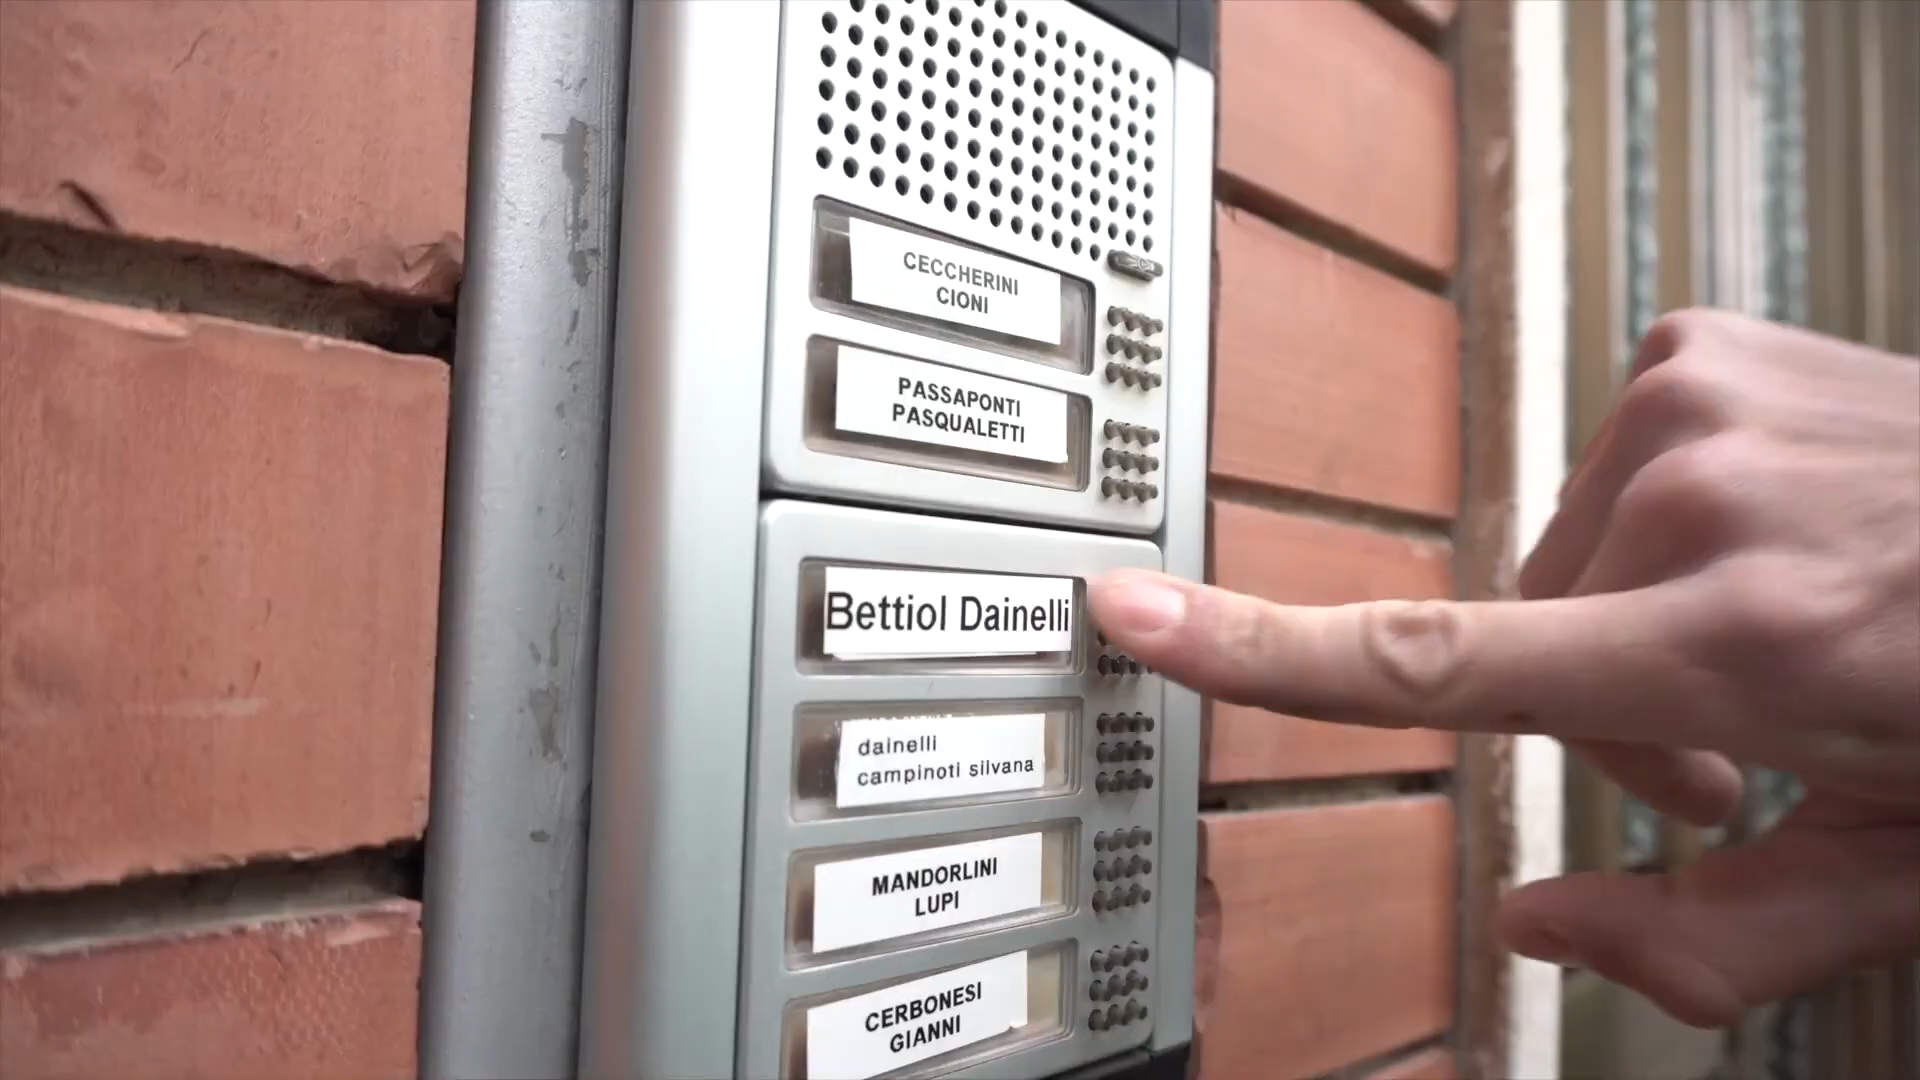 CECCHERINI
CIONI
PASSAPONTI
PASQUALETTI
Bettiol Dainelli
dainelli
campinoti silvana
MANDORLINI
LUPI
CERBONESI
GIANNI